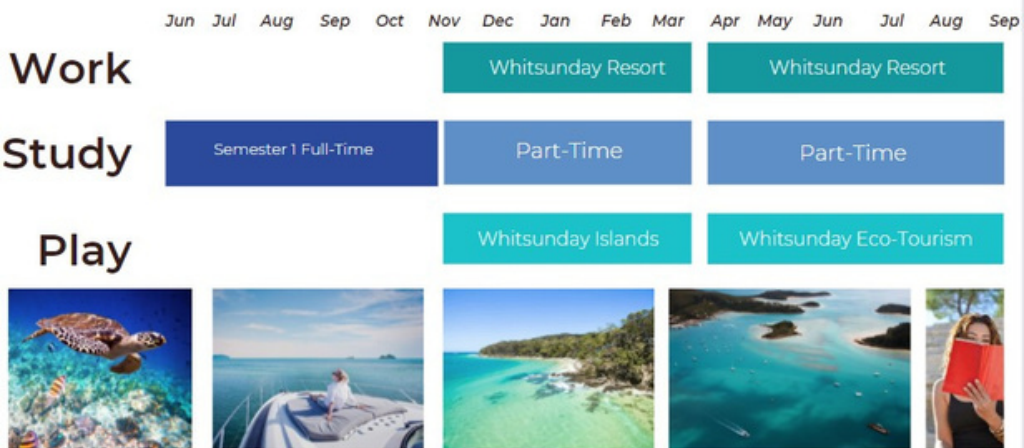 Jun Jul Aug Sep Oct Nov Dec Jan Feb Mar Apr May Jun Jul Aug Sep
Work
Whitsunday Resort
Whitsunday Resort
Study
Semester 1 Full-Time
Part-Time
Part-Time
Play
Whitsunday Islands
Whitsunday Eco-Tourism